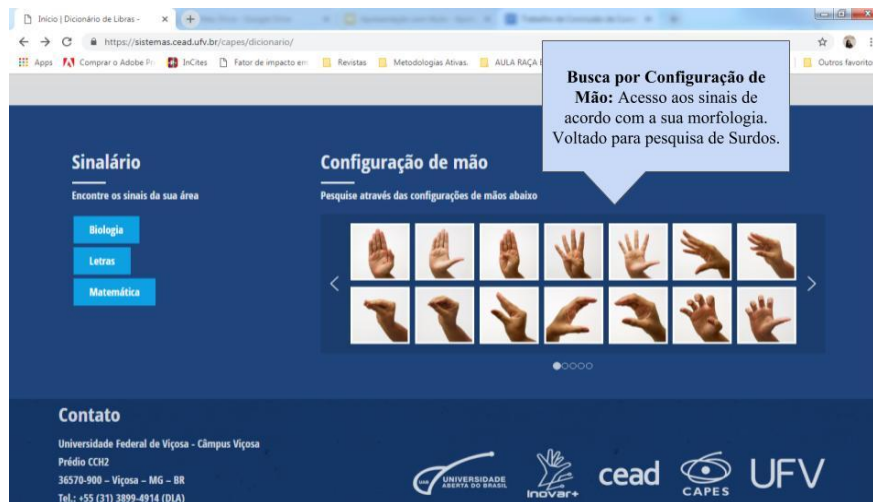 Início | Dicionário de Libras -
https://sistemas.cead.ufv.br/capes/dicionario/
Apps Comprar o Adobe Pr InCites Fator de impacto em Revistas Metodologias Ativas. AULA RAÇA E Outros favoritos
Busca por Configuração de
Mão: Acesso aos sinais de
acordo com a sua morfologia.
Voltado para pesquisa de Surdos.
Sinalário
Encontre os sinais da sua área
Biologia
Letras
Matemática
Configuração de mão
Pesquise através das configurações de mãos abaixo
Contato
Universidade Federal de Viçosa - Câmpus Viçosa
Prédio CCH2
36570-900 – Viçosa – MG – BR
Tel.: +55 (31) 3899-4914 (DLA)
UAB UNIVERSIDADE
ABERTA DO BRASIL
Inovar+
cead
CAPES
UFV